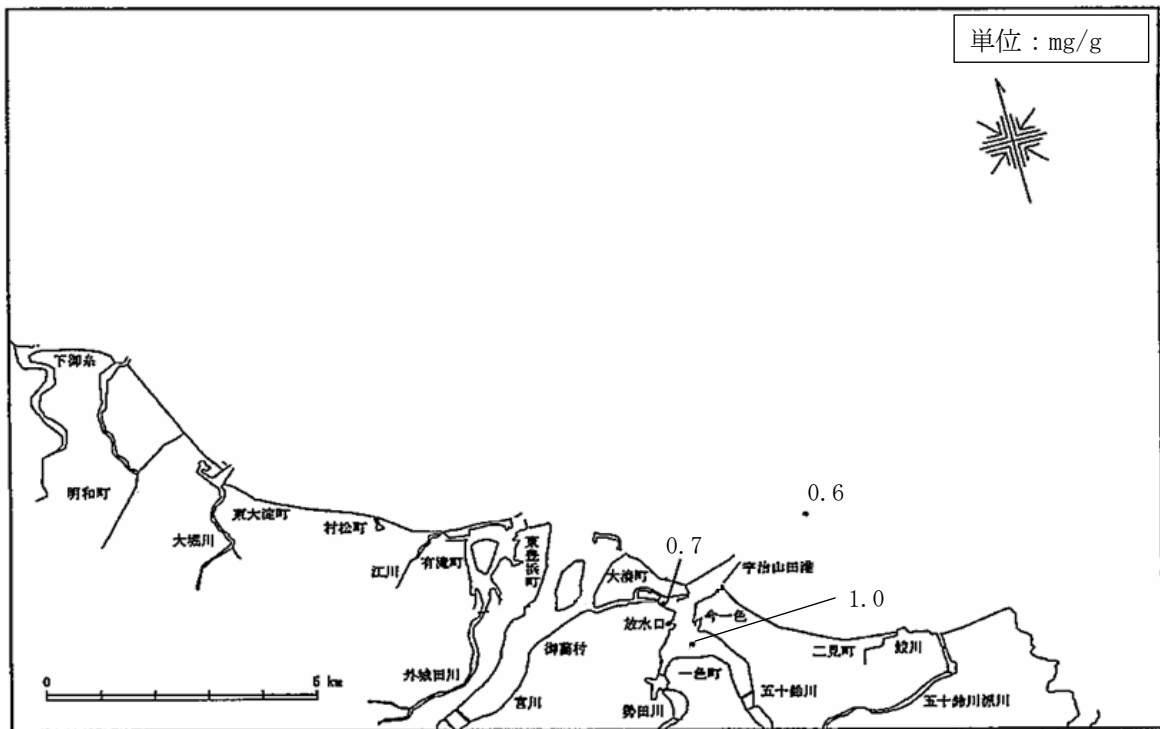 単位：mg/g
下御糸
明和町
東大淀町
大堀川
村松町
江川
有滝町
東豊浜町
外城田川
宮川
御薗村
大湊町
0.6
0.7
宇治山田港
今一色
1.0
放水口
一色町
勢田川
五十鈴川
二見町
鮫川
五十鈴川派川
0
5 km